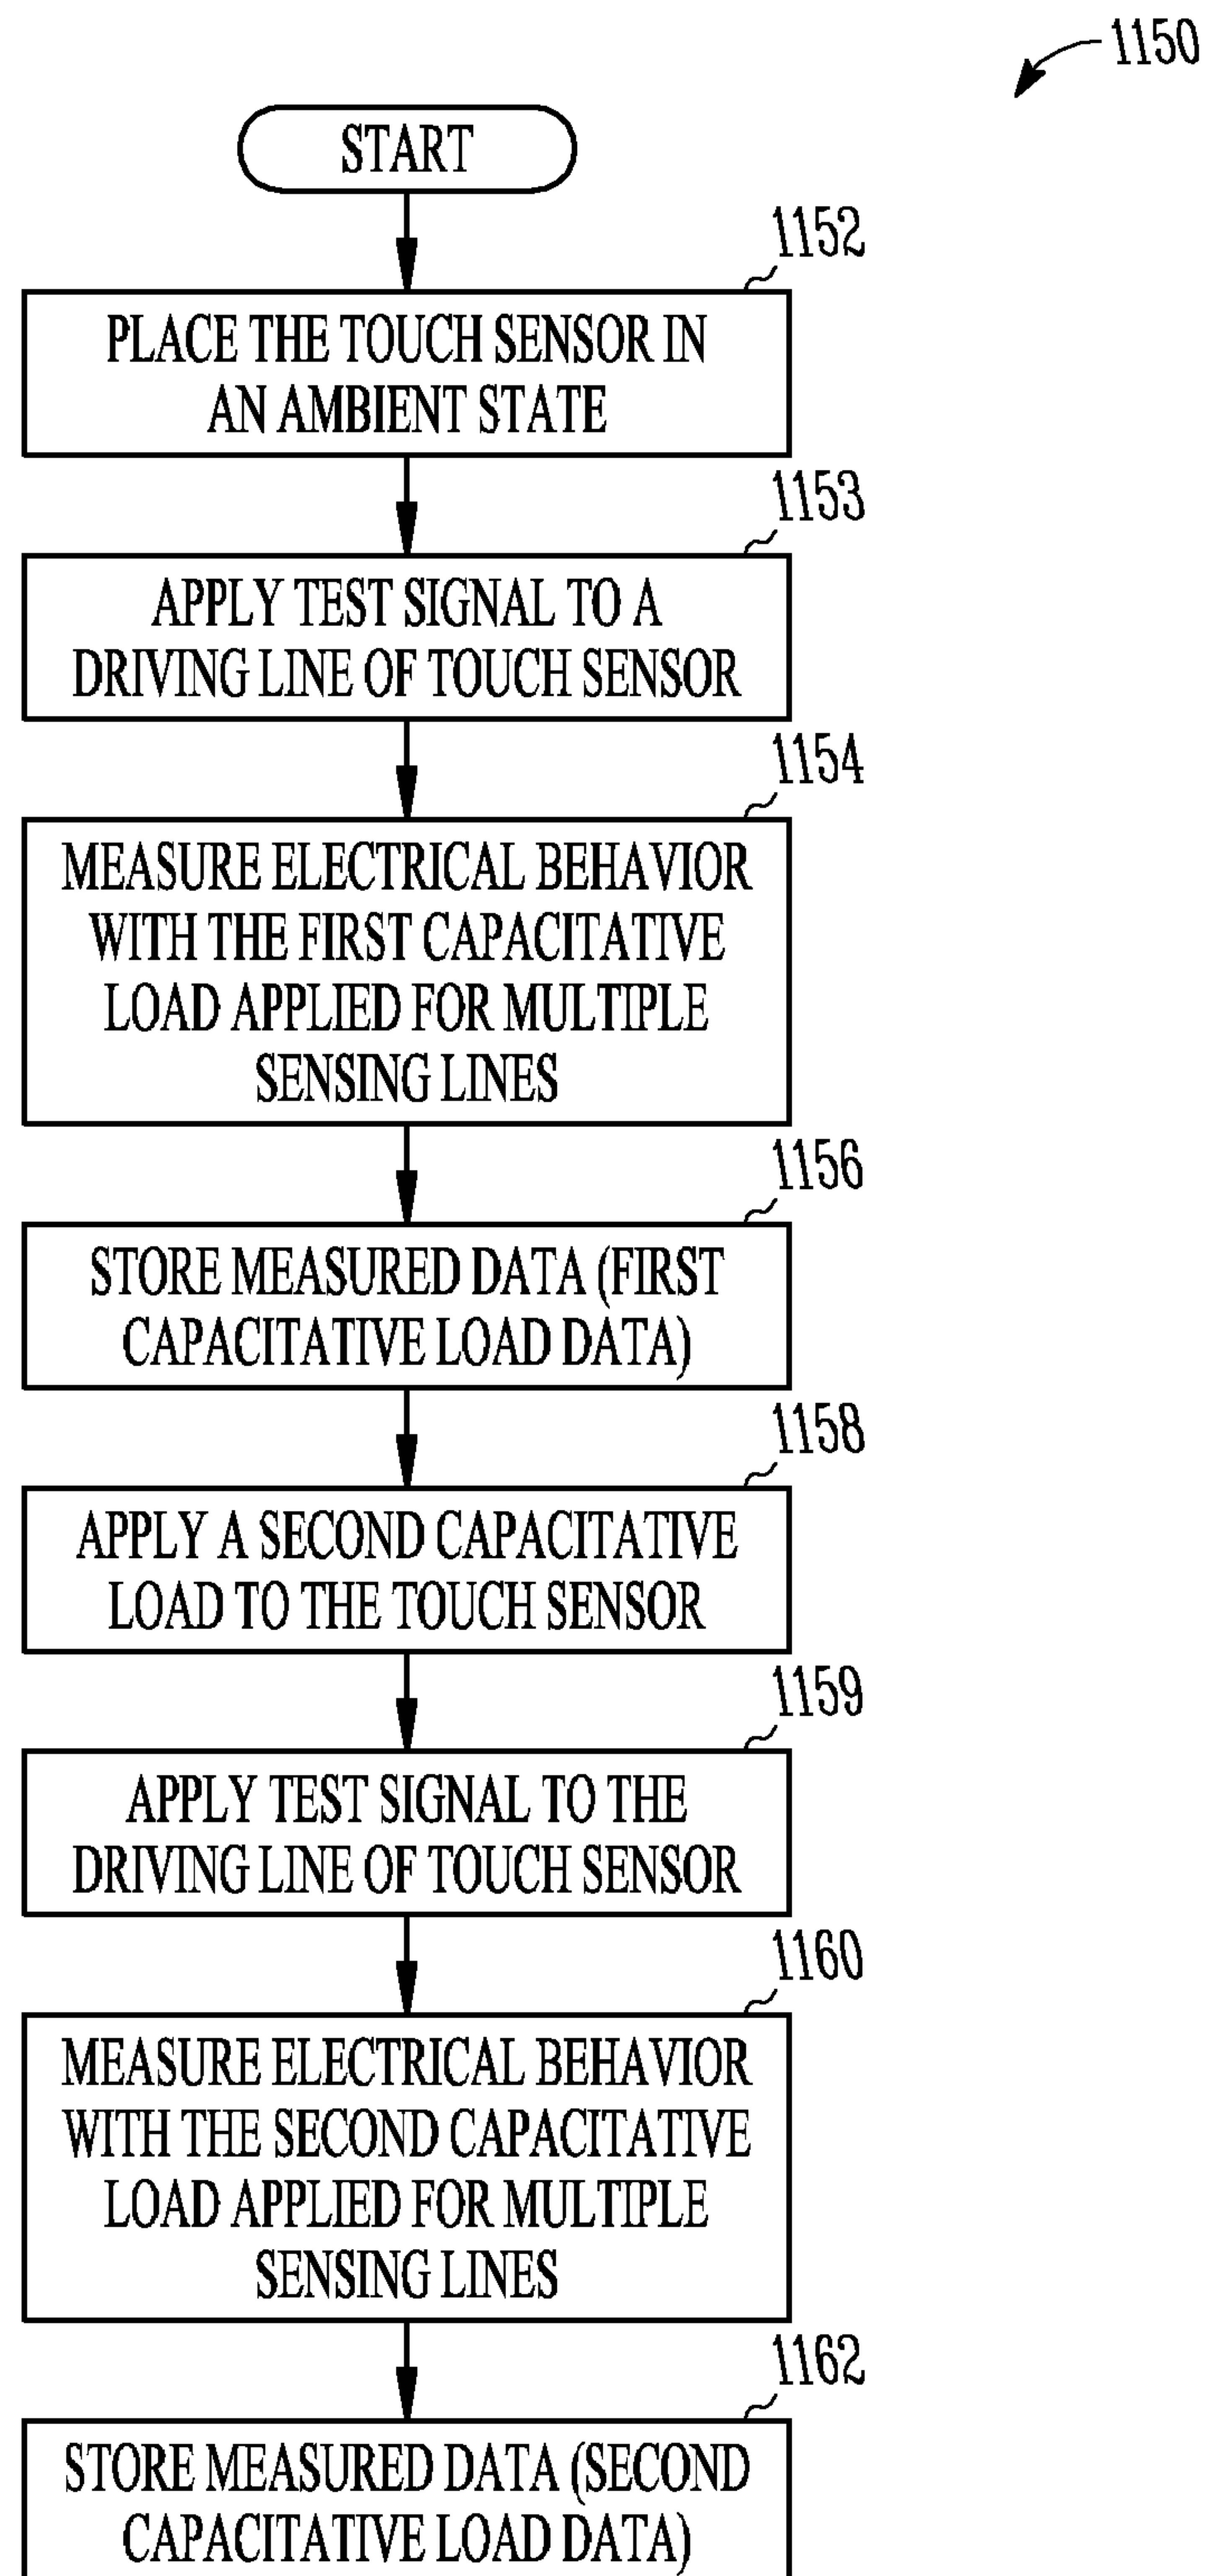 1150
START
1152
PLACE THE TOUCH SENSOR IN
AN AMBIENT STATE
1153
APPLY TEST SIGNAL TO A
DRIVING LINE OF TOUCH SENSOR
1154
MEASURE ELECTRICAL BEHAVIOR
WITH THE FIRST CAPACITATIVE
LOAD APPLIED FOR MULTIPLE
SENSING LINES
1156
STORE MEASURED DATA (FIRST
CAPACITATIVE LOAD DATA)
1158
APPLY A SECOND CAPACITATIVE
LOAD TO THE TOUCH SENSOR
1159
APPLY TEST SIGNAL TO THE
DRIVING LINE OF TOUCH SENSOR
1160
MEASURE ELECTRICAL BEHAVIOR
WITH THE SECOND CAPACITATIVE
LOAD APPLIED FOR MULTIPLE
SENSING LINES
1162
STORE MEASURED DATA (SECOND
CAPACITATIVE LOAD DATA)